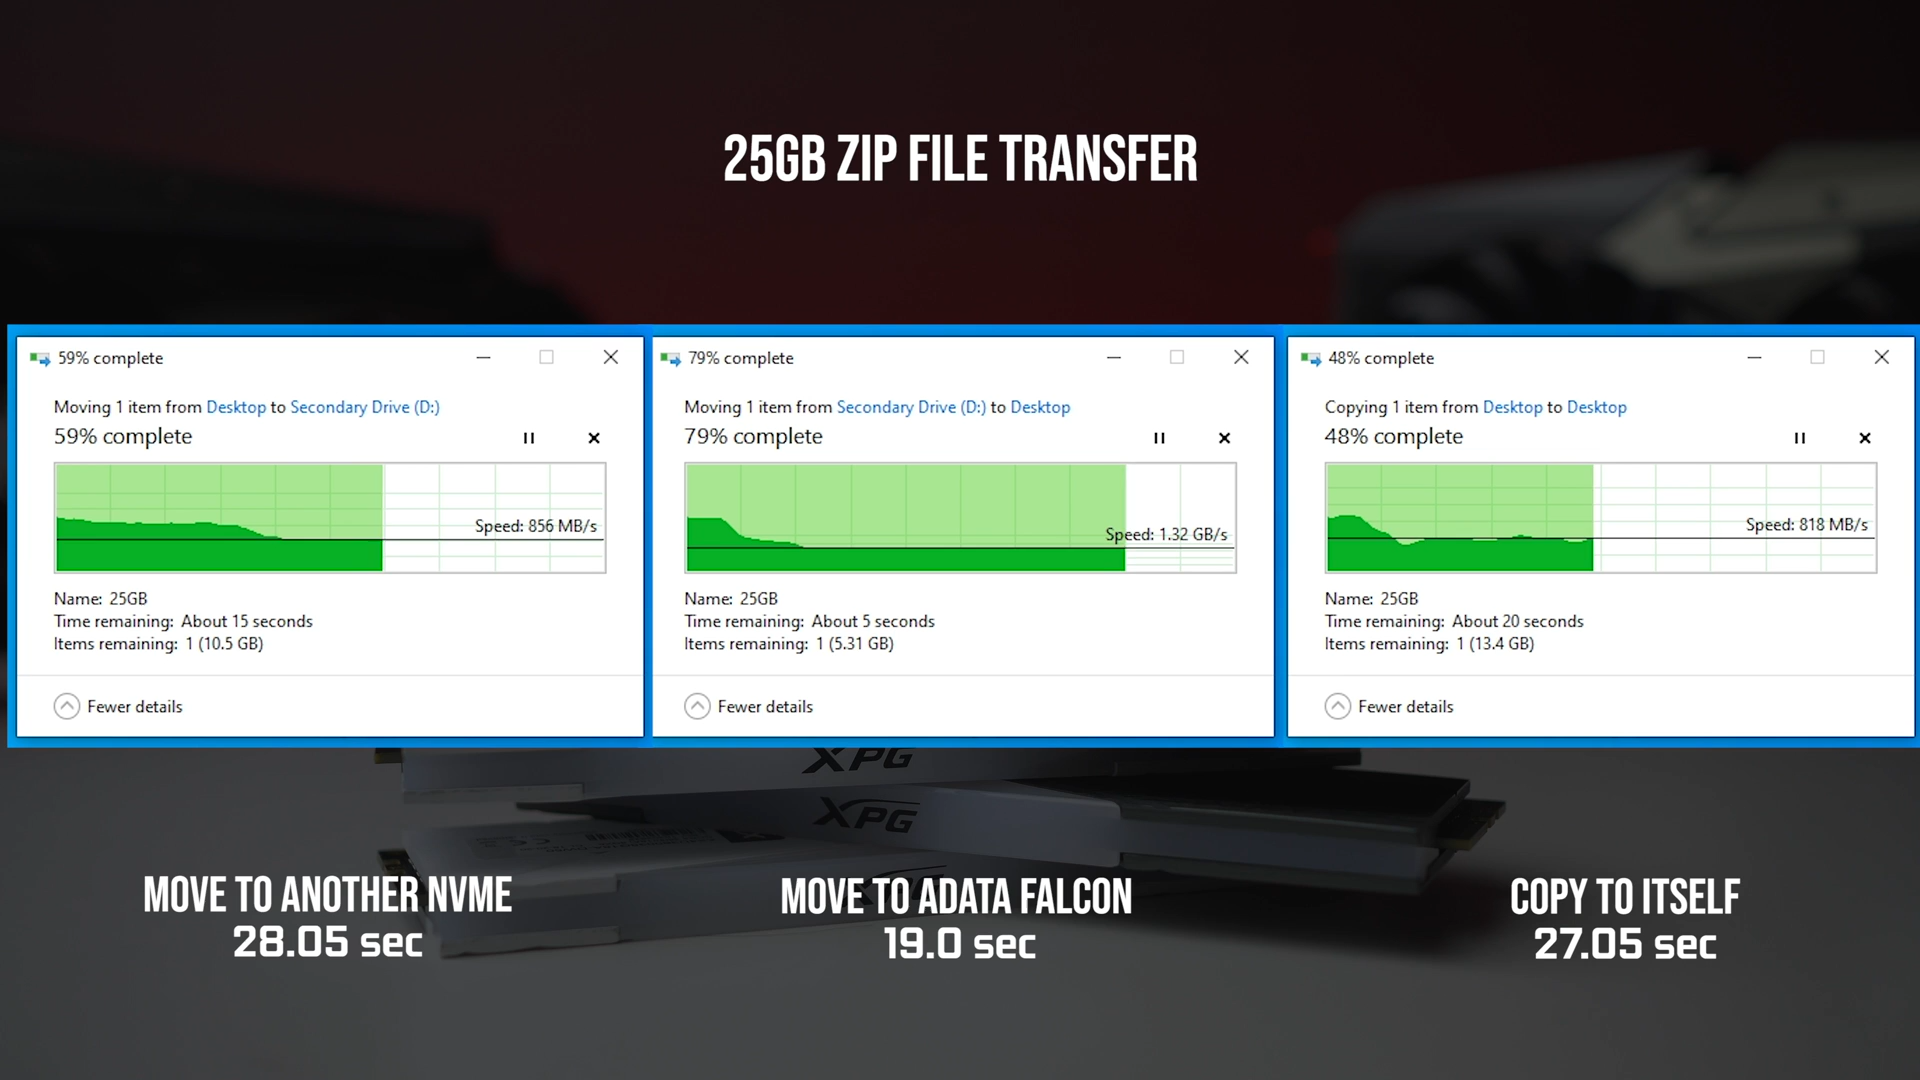 25GB ZIP FILE TRANSFER
59% complete
Moving 1 item from Desktop to Secondary Drive (D:)
59% complete
Speed: 856 MB/s
Name: 25GB
Time remaining: About 15 seconds
Items remaining: 1 (10.5 GB)
Fewer details
79% complete
Moving 1 item from Secondary Drive (D:) to Desktop
79% complete
Speed: 1.32 GB/s
Name: 25GB
Time remaining: About 5 seconds
Items remaining: 1 (5.31 GB)
Fewer details
48% complete
Copying 1 item from Desktop to Desktop
48% complete
Speed: 818 MB/s
Name: 25GB
Time remaining: About 20 seconds
Items remaining: 1 (13.4 GB)
Fewer details
XPG
XPG
XPG
MOVE TO ANOTHER NVME
28.05 sec
MOVE TO ADATA FALCON
19.0 sec
COPY TO ITSELF
27.05 sec